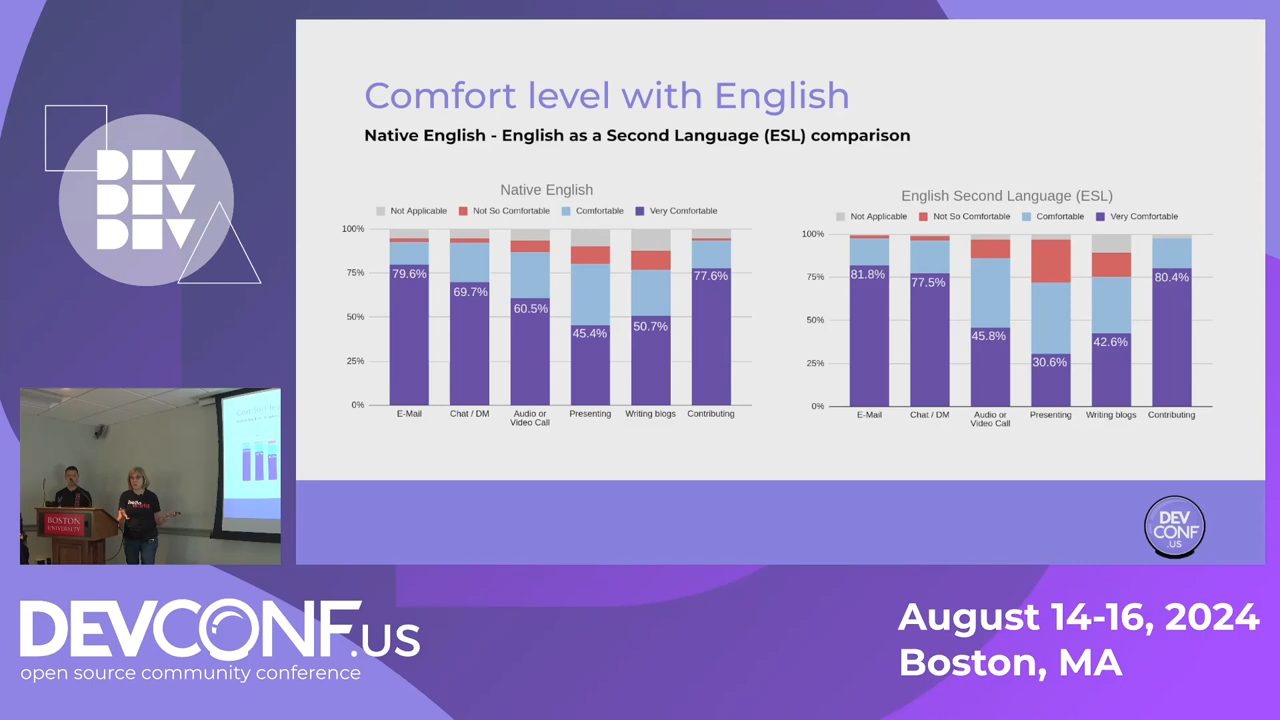 DEV
DEV
DEV
Comfort level with English
Native English - English as a Second Language (ESL) comparison
Native English
Not Applicable
Not So Comfortable
Comfortable
Very Comfortable
100%
75%
50%
25%
0%
79.6%
69.7%
60.5%
45.4%
50.7%
77.6%
E-Mail
Chat / DM
Audio or
Video Call
Presenting
Writing blogs
Contributing
English Second Language (ESL)
Not Applicable
Not So Comfortable
Comfortable
Very Comfortable
100%
75%
50%
25%
0%
81.8%
77.5%
45.8%
30.6%
42.6%
80.4%
E-Mail
Chat / DM
Audio or
Video Call
Presenting
Writing blogs
Contributing
BOSTON
UNIVERSITY
hello
DEV
CONF
.US
DEVCONF.US
open source community conference
August 14-16, 2024
Boston, MA